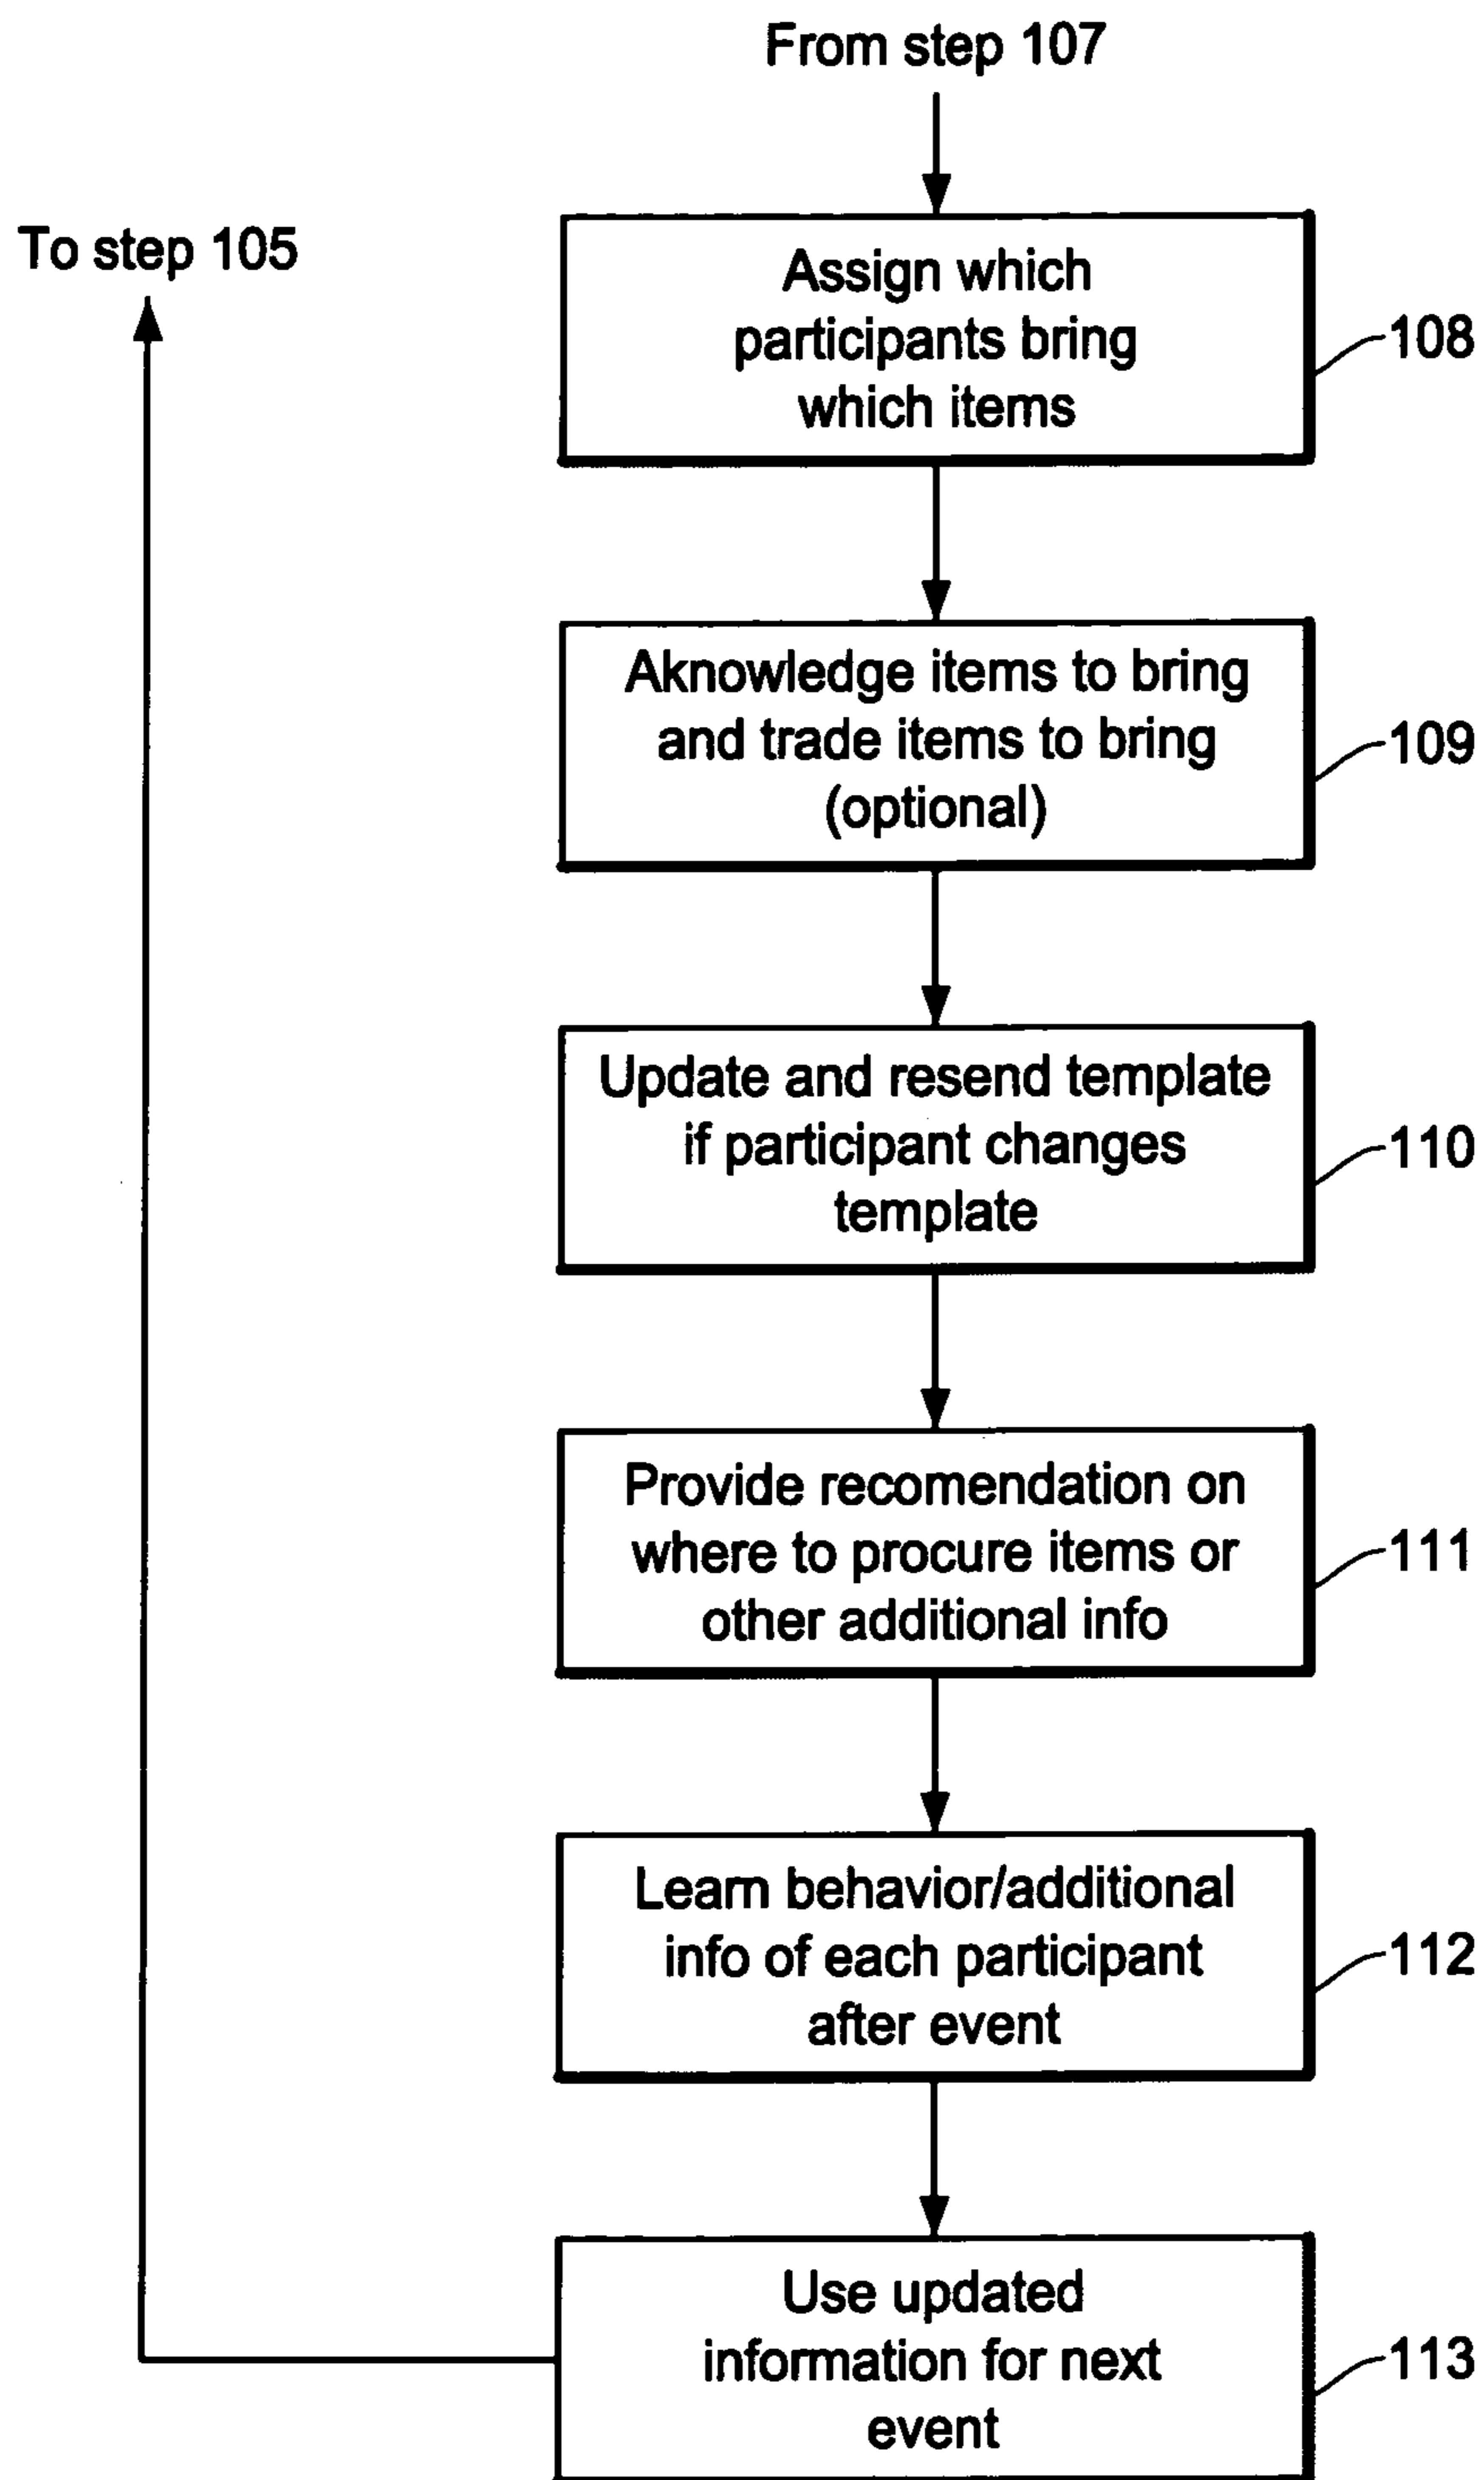 From step 107
To step 105
Assign which
participants bring
which items
108
Aknowledge items to bring
and trade items to bring
(optional)
109
Update and resend template
if participant changes
template
110
Provide recomendation on
where to procure items or
other additional info
111
Learn behavior/additional
info of each participant
after event
112
Use updated
information for next
event
113